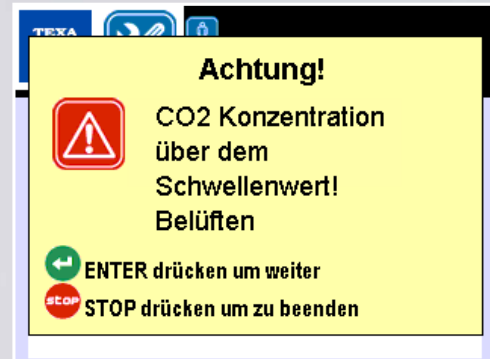 TEXA
Achtung!
CO2 Konzentration
über dem
Schwellenwert!
Belüften
ENTER drücken um weiter
STOP drücken um zu beenden